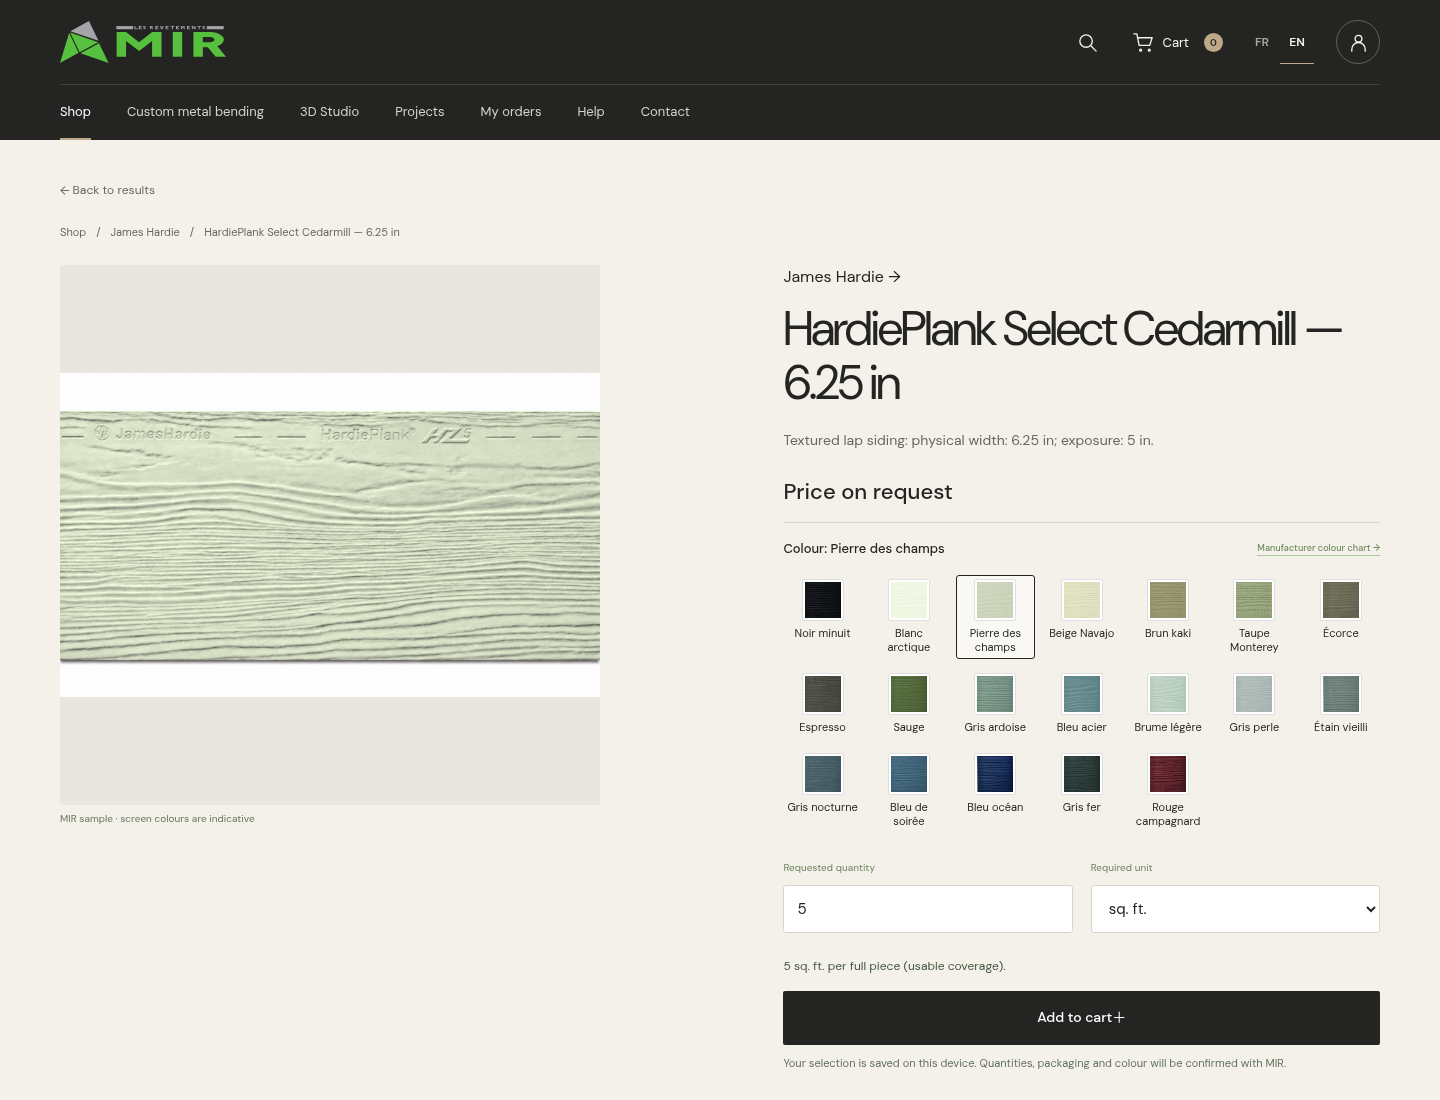 LES REVÊTEMENTS
MIR
Cart 0
FR EN
Shop Custom metal bending 3D Studio Projects My orders Help Contact
← Back to results
Shop / James Hardie / HardiePlank Select Cedarmill — 6.25 in
JamesHardie HardiePlank® HZ5
MIR sample · screen colours are indicative
James Hardie →
HardiePlank Select Cedarmill —
6.25 in
Textured lap siding: physical width: 6.25 in; exposure: 5 in.
Price on request
Colour: Pierre des champs
Manufacturer colour chart →
Noir minuit
Blanc
arctique
Pierre des
champs
Beige Navajo
Brun kaki
Taupe
Monterey
Écorce
Espresso
Sauge
Gris ardoise
Bleu acier
Brume légère
Gris perle
Étain vieilli
Gris nocturne
Bleu de
soirée
Bleu océan
Gris fer
Rouge
campagnard
Requested quantity
5
Required unit
sq. ft.
5 sq. ft. per full piece (usable coverage).
Add to cart+
Your selection is saved on this device. Quantities, packaging and colour will be confirmed with MIR.